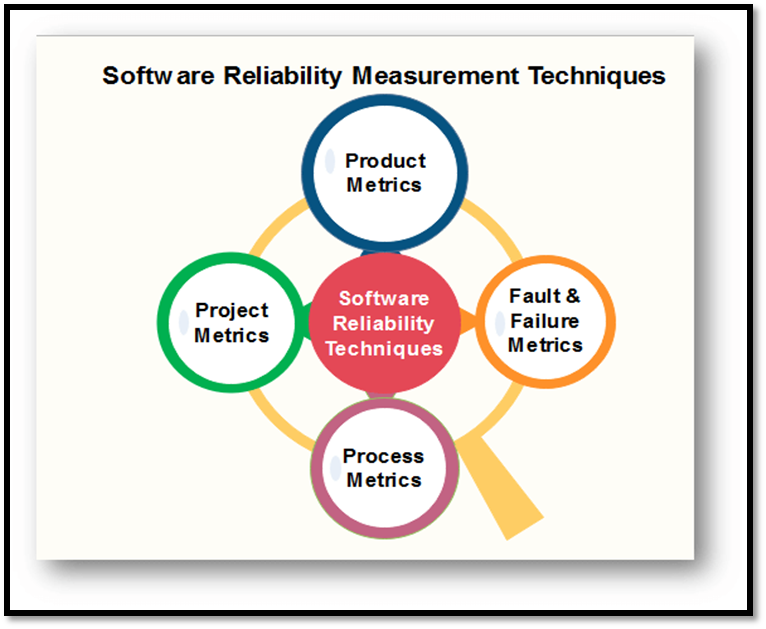 Software Reliability Measurement Techniques
Product
Metrics
Project
Metrics
Software
Reliability
Techniques
Fault &
Failure
Metrics
Process
Metrics